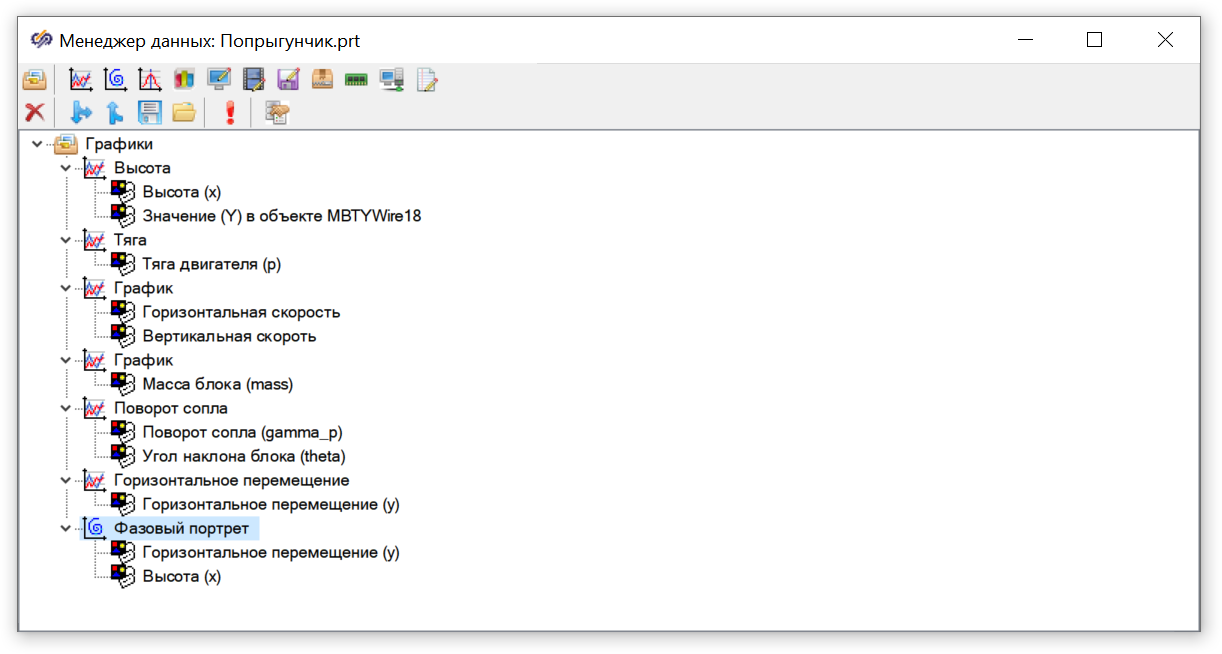 Менеджер данных: Попрыгунчик.prt
Графики
Высота
Высота (x)
Значение (Y) в объекте MBTYWire18
Тяга
Тяга двигателя (p)
График
Горизонтальная скорость
Вертикальная скороть
График
Масса блока (mass)
Поворот сопла
Поворот сопла (gamma_p)
Угол наклона блока (theta)
Горизонтальное перемещение
Горизонтальное перемещение (y)
Фазовый портрет
Горизонтальное перемещение (y)
Высота (x)